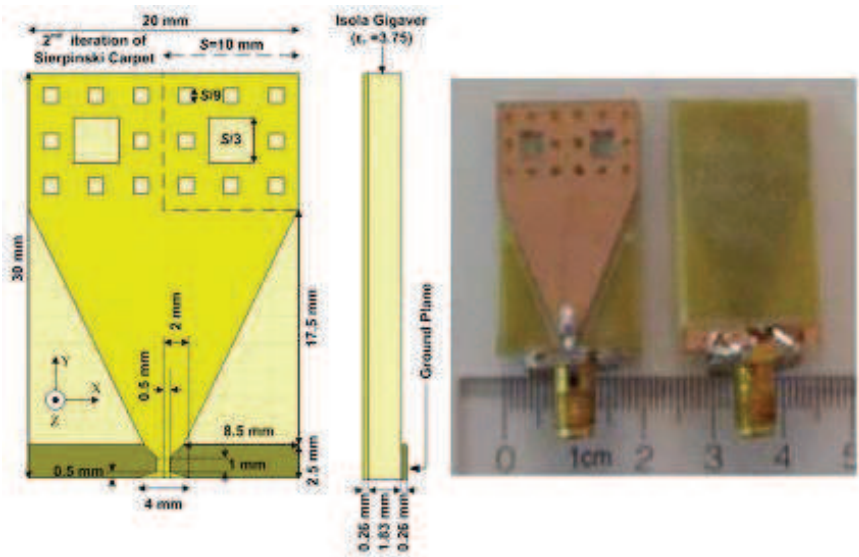 20 mm
2nd iteration of
Sierpinski Carpet
S=10 mm
S/9
S/3
30 mm
2 mm
0.5 mm
17.5 mm
Y
X
Z
8.5 mm
0.5 mm
1 mm
2.5 mm
4 mm
Isola Gigaver
(εr =3.75)
Ground Plane
0.26 mm
1.83 mm
0.26 mm
0 1cm 2 3 4 5